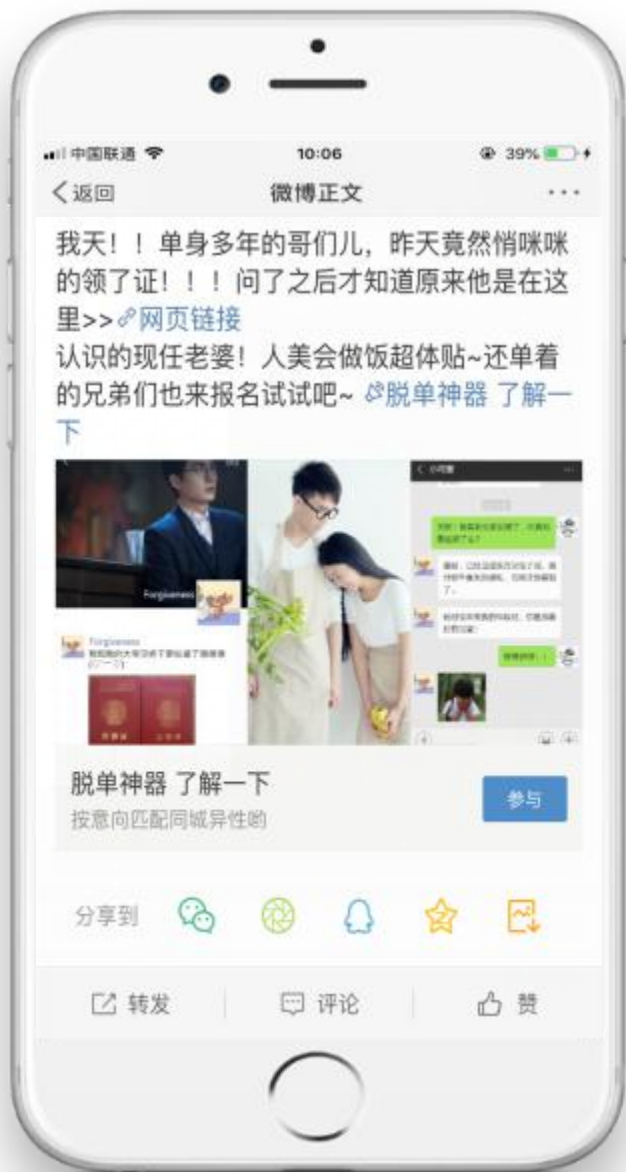 中国联通
10:06
39%
返回
微博正文
我天！！单身多年的哥们儿，昨天竟然悄咪咪
的领了证！！！问了之后才知道原来他是在这
里>>网页链接
认识的现任老婆！人美会做饭超体贴~还单着
的兄弟们也来报名试试吧~ 脱单神器 了解一
下
Forgiveness
Forgiveness
脱单神器 了解一下
按意向匹配同城异性哟
参与
分享到
转发
评论
赞